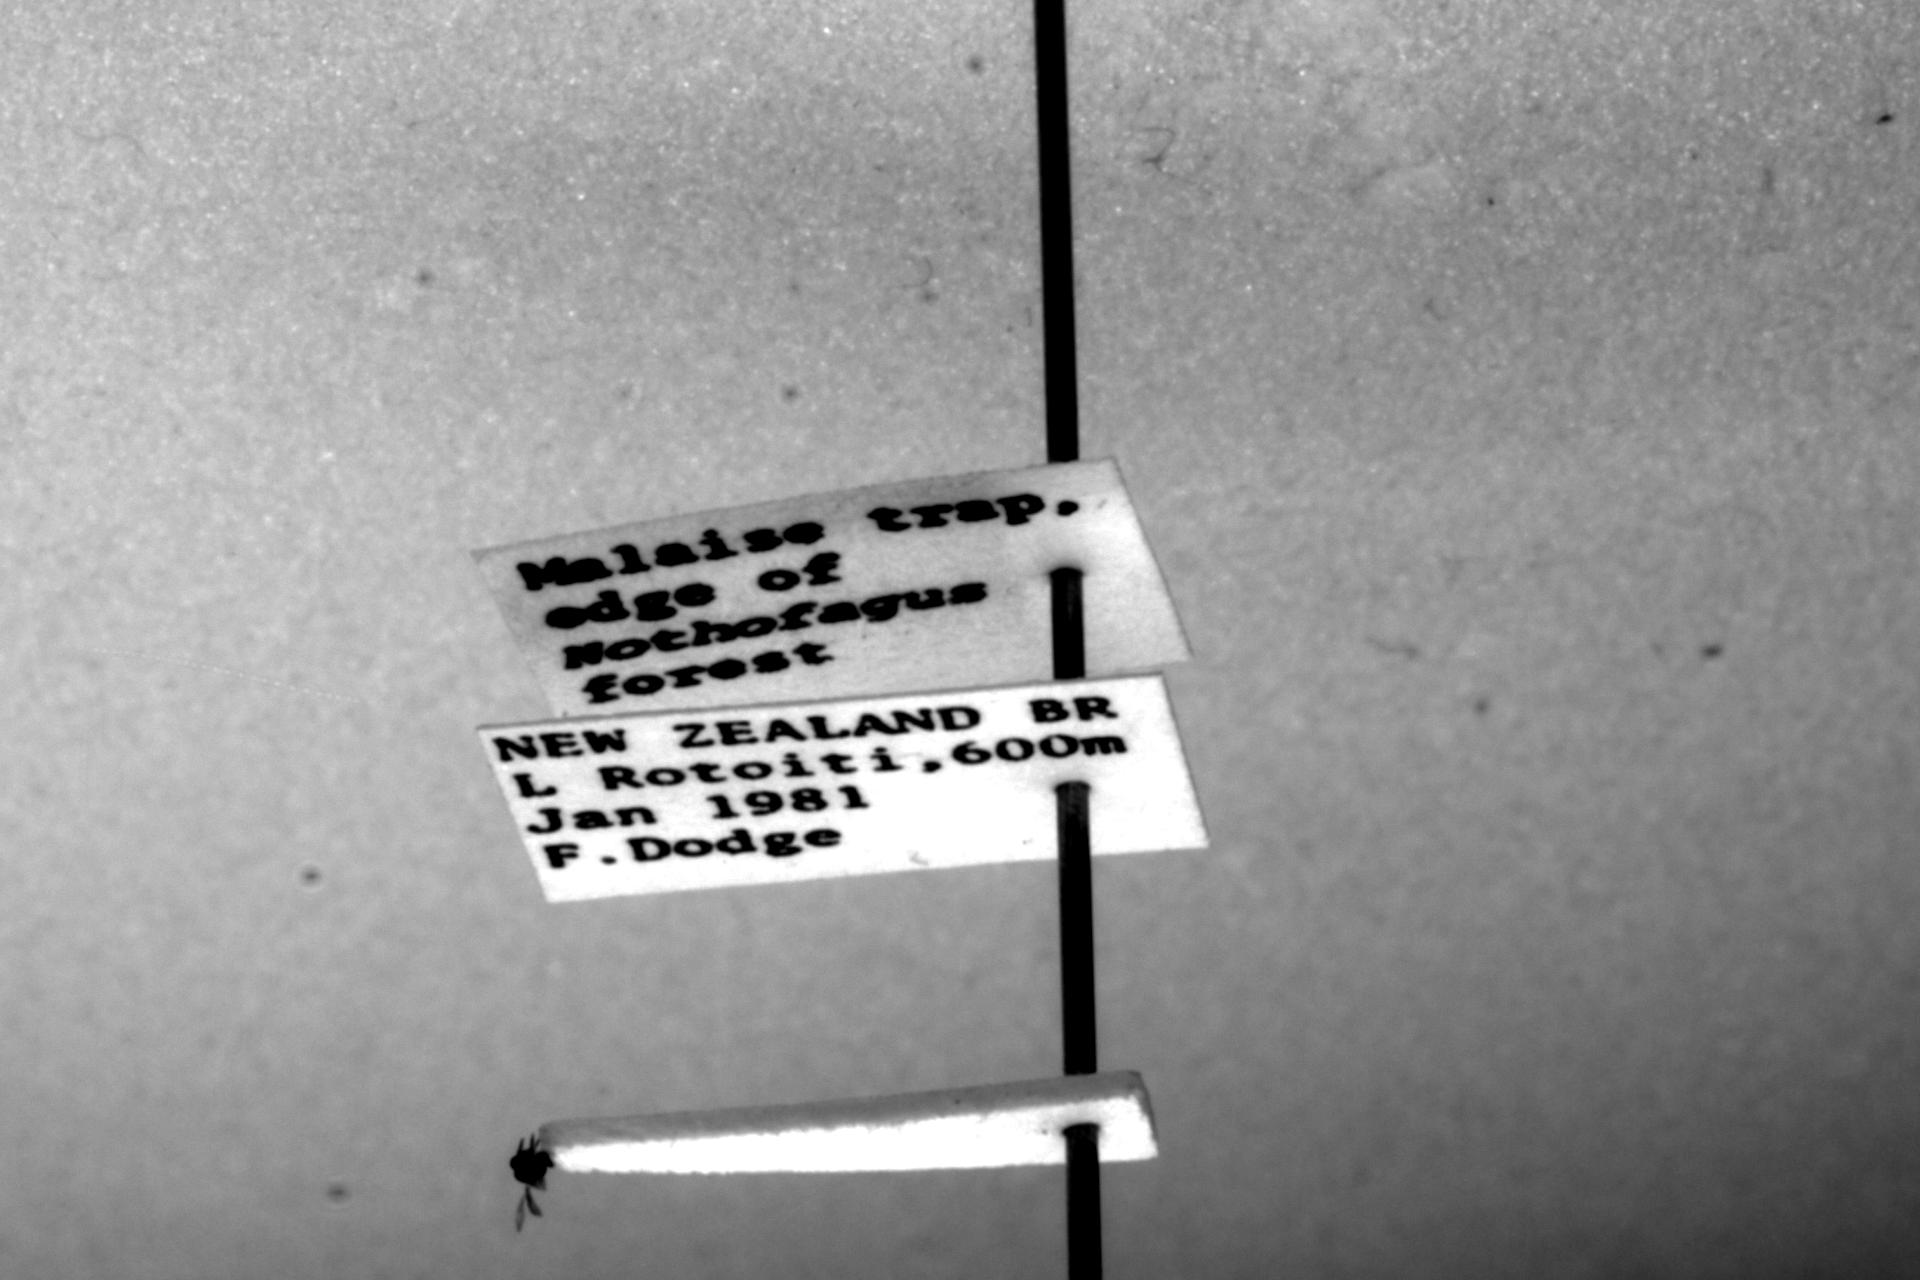 Malaise trap,
edge of
Nothofagus
forest
NEW ZEALAND BR
L Rotoiti,600m
Jan 1981
F.Dodge